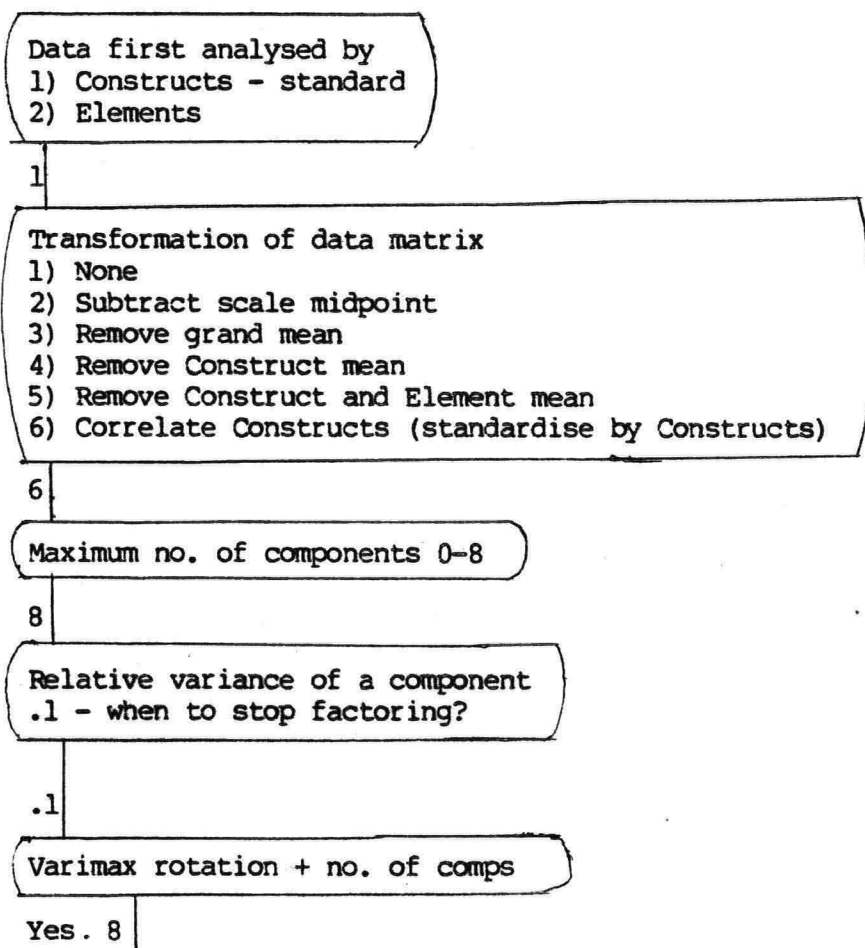 Data first analysed by
1) Constructs - standard
2) Elements
1
Transformation of data matrix
1) None
2) Subtract scale midpoint
3) Remove grand mean
4) Remove Construct mean
5) Remove Construct and Element mean
6) Correlate Constructs (standardise by Constructs)
6
Maximum no. of components 0-8
8
Relative variance of a component
.1 - when to stop factoring?
.1
Varimax rotation + no. of comps
Yes. 8